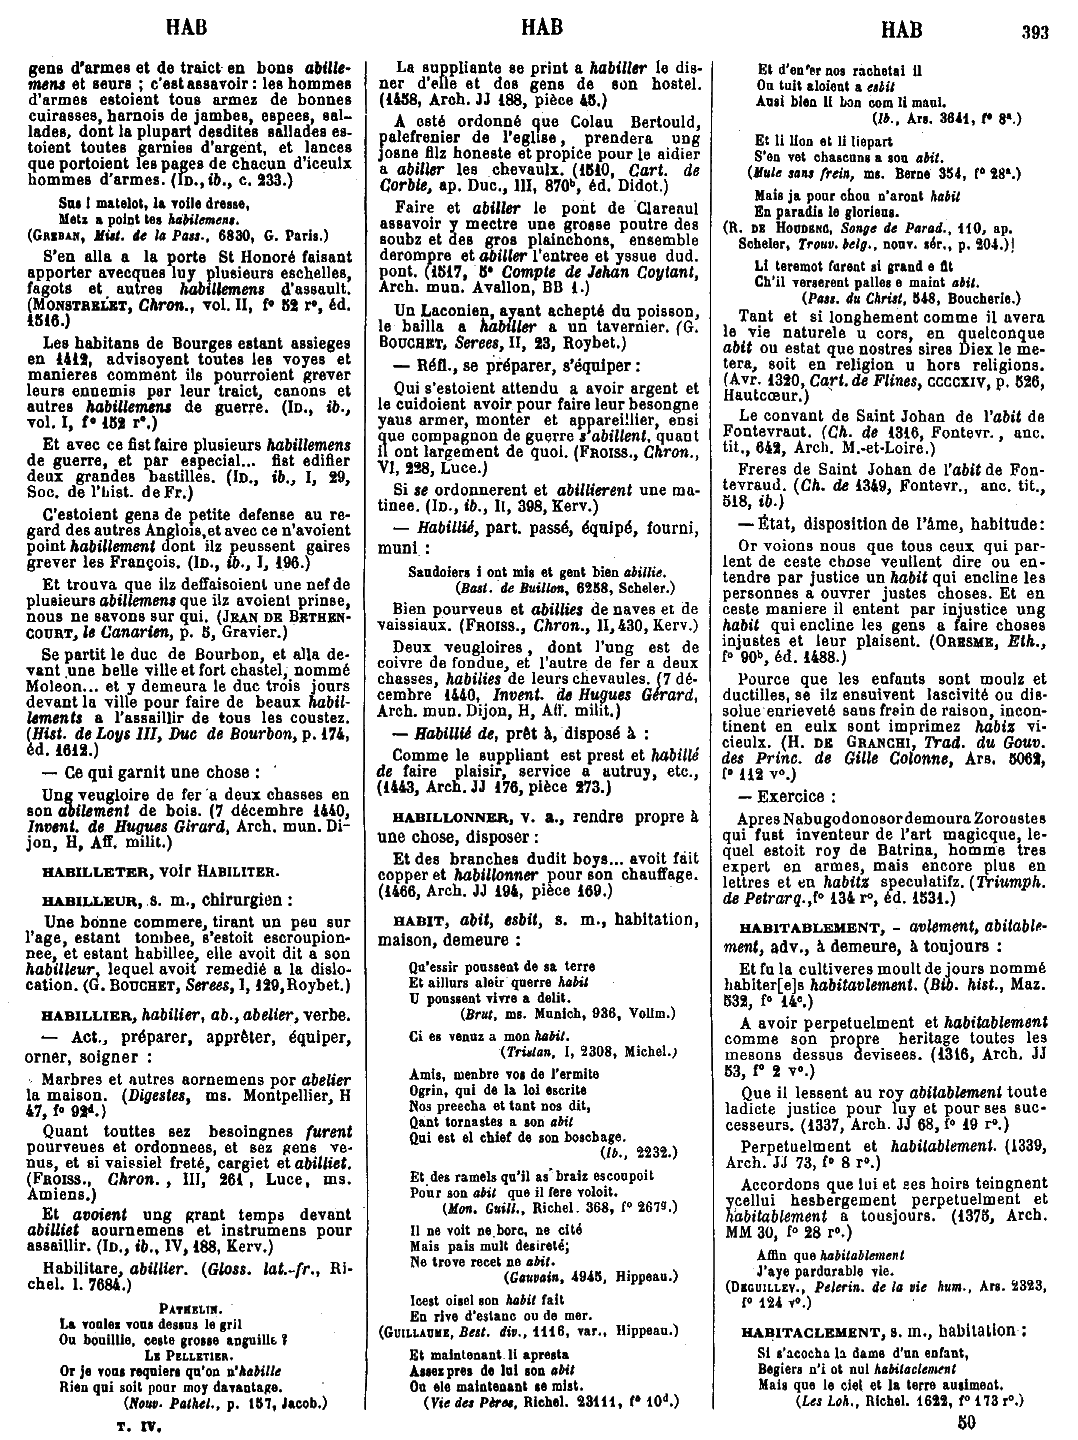 HAB
HAB
HAB
393
gens d'armes et de traict en bons abille-
mens et seurs ; c'est assavoir : les hommes
d'armes estoient tous armez de bonnes
cuirasses, harnois de jambes, espees, sal-
lades, dont la plupart desdites sallades es-
toient toutes garnies d'argent, et lances
que portoient les pages de chacun d'iceulx
hommes d'armes. (ID., ib., c. 233.)
Sus ! matelot, la voile dresse,
Metz a point tes habilemens.
(GREBAN, Mist. de la Pass., 6830, G. Paris.)
S'en alla a la porte St Honoré faisant
apporter avecques luy plusieurs eschelles,
fagots et autres habillemens d'assault.
(MONSTRELET, Chron., vol. II, f° 52 r°, éd.
1516.)
Les habitans de Bourges estant assieges
en 1412, advisoyent toutes les voyes et
manieres comment ils pourroient grever
leurs ennemis par leur traict, canons et
autres habillemens de guerre. (ID., ib.,
vol. I, f° 152 r°.)
Et avec ce fist faire plusieurs habillemens
de guerre, et par especial... fist edifier
deux grandes bastilles. (ID., ib., I, 29,
Soc. de l'hist. de Fr.)
C'estoient gens de petite defense au re-
gard des autres Anglois, et avec ce n'avoient
point habillement dont ilz peussent gaires
grever les François. (ID., ib., I, 196.)
Et trouva que ilz deffaisoient une nef de
plusieurs abillemens que ilz avoient prinse,
nous ne savons sur qui. (JEAN DE BETHEN-
COURT, le Canarien, p. 5, Gravier.)
Se partit le duc de Bourbon, et alla de-
vant une belle ville et fort chastel, nommé
Moleon... et y demeura le duc trois jours
devant la ville pour faire de beaux habil-
lements a l'assaillir de tous les coustez.
(Hist. de Loys III, Duc de Bourbon, p. 174,
éd. 1612.)
— Ce qui garnit une chose :
Ung veugloire de fer a deux chasses en
son abilement de bois. (7 décembre 1440,
Invent. de Hugues Girard, Arch. mun. Di-
jon, H, Aff. milit.)
HABILLETER, voir HABILITER.
HABILLEUR, s. m., chirurgien :
Une bonne commere, tirant un peu sur
l'age, estant tombee, s'estoit escroupion-
nee, et estant habillee, elle avoit dit a son
habilleur, lequel avoit remedié a la dislo-
cation. (G. BOUCHET, Serees, I, 129, Roybet.)
HABILLIER, habilier, ab., abelier, verbe.
— Act., préparer, apprêter, équiper,
orner, soigner :
Marbres et autres aornemens por abelier
la maison. (Digestes, ms. Montpellier, H
47, f° 92d.)
Quant touttes sez besoingnes furent
pourveues et ordonnees, et sez gens ve-
nus, et si vaissiel freté, cargiet et abilliet.
(FROISS., Chron., III, 261, Luce, ms.
Amiens.)
Et avoient ung grant temps devant
abilliet aournemens et instrumens pour
assaillir. (ID., ib., IV, 188, Kerv.)
Habilitare, abillier. (Gloss. lat.-fr., Ri-
chel. l. 7684.)
PATHELIN.
La voulez vous dessus le gril
Ou bouillie, ceste grosse anguille ?
LE PELLETIER.
Or je vous requiers qu'on n'habille
Rien qui soit pour moy davantage.
(Nouv. Pathel., p. 157, Jacob.)
T. IV.
La suppliante se print a habiller le dis-
ner d'elle et des gens de son hostel.
(1458, Arch. JJ 188, pièce 45.)
A esté ordonné que Colau Bertould,
palefrenier de l'eglise, prendera ung
josne filz honeste et propice pour le aidier
a abiller les chevaulx. (1510, Cart. de
Corbie, ap. Duc., III, 870b, éd. Didot.)
Faire et abiller le pont de Clareaul
assavoir y mectre une grosse poutre des
soubz et des gros plainchons, ensemble
derompre et abiller l'entree et yssue dud.
pont. (1517, 5e Compte de Jehan Coytant,
Arch. mun. Avallon, BB 1.)
Un Laconien, ayant achepté du poisson,
le bailla a habiller a un tavernier. (G.
BOUCHET, Serees, II, 23, Roybet.)
— Réfl., se préparer, s'équiper :
Qui s'estoient attendu a avoir argent et
le cuidoient avoir pour faire leur besongne
yaus armer, monter et appareillier, ensi
que compagnon de guerre s'abillent, quant
il ont largement de quoi. (FROISS., Chron.,
VI, 228, Luce.)
Si se ordonnerent et abillierent une ma-
tinee. (ID., ib., II, 398, Kerv.)
— Habillié, part. passé, équipé, fourni,
muni :
Saudoiers i ont mis et gent bien abillie.
(Bast. de Buillon, 6258, Scheler.)
Bien pourveus et abillies de naves et de
vaissiaux. (FROISS., Chron., II, 430, Kerv.)
Deux veugloires, dont l'ung est de
coivre de fondue, et l'autre de fer a deux
chasses, habilies de leurs chevaules. (7 dé-
cembre 1440, Invent. de Hugues Gérard,
Arch. mun. Dijon, H, Aff. milit.)
— Habillié de, prêt à, disposé à :
Comme le suppliant est prest et habillé
de faire plaisir, service a autruy, etc.,
(1443, Arch. JJ 176, pièce 273.)
HABILLONNER, v. a., rendre propre à
une chose, disposer :
Et des branches dudit boys... avoit fait
copper et habillonner pour son chauffage.
(1466, Arch. JJ 194, pièce 169.)
HABIT, abit, esbit, s. m., habitation,
maison, demeure :
Qu'essir poussent de sa terre
Et aillurs aleir querre habit
U poussent vivre a delit.
(Brut, ms. Munich, 936, Vollm.)
Ci es venuz a mon habit.
(Tristan, I, 2308, Michel.)
Amis, menbre vos de l'ermite
Ogrin, qui de la loi escrite
Nos preecha et tant nos dit,
Qant tornastes a son abit
Qui est el chief de son boschage.
(Ib., 2232.)
Et des ramels qu'il as braiz escoupoit
Pour son abit que il fere voloit.
(Mon. Guill., Richel. 368, f° 267g.)
Il ne voit ne borc, ne cité
Mais pais mult desireté;
Ne trove recet ne abit.
(Gauvain, 4945, Hippeau.)
Icest oisel son habit fait
En rive d'estanc ou de mer.
(GUILLAUME, Best. div., 1116, var., Hippeau.)
Et maintenant li apresta
Assez pres de lui son abit
Ou ele maintenant se mist.
(Vie des Pères, Richel. 23111, f° 10d.)
Et d'enfer nos rachetai il
Ou tuit aloient a esbit
Ausi bien li bon com li maul.
(Ib., Ars. 3641, f° 8a.)
Et li lion et li liepart
S'en vet chascuns a son abit.
(Mule sans frein, ms. Berne 354, f° 28a.)
Mais ja pour chou n'aront habit
En paradis le glorieus.
(R. DE HOUDENC, Songe de Parad., 110, ap.
Scheler, Trouv. belg., nouv. sér., p. 204.)
Li teremot furent si grand e fit
Ch'il verserent palles e maint abit.
(Pass. du Christ, 548, Boucherie.)
Tant et si longhement comme il avera
le vie naturele u cors, en quelconque
abit ou estat que nostres sires Diex le me-
tera, soit en religion u hors religions.
(Avr. 1320, Cart. de Flines, CCCCXIV, p. 526,
Hautcœur.)
Le convant de Saint Johan de l'abit de
Fontevraut. (Ch. de 1316, Fontevr., anc.
tit., 642, Arch. M.-et-Loire.)
Freres de Saint Johan de l'abit de Fon-
tevraud. (Ch. de 1349, Fontevr., anc. tit.,
518, ib.)
— État, disposition de l'âme, habitude:
Or voions nous que tous ceux qui par-
lent de ceste chose veullent dire ou en-
tendre par justice un habit qui encline les
personnes a ouvrer justes choses. Et en
ceste maniere il entent par injustice ung
habit qui encline les gens a faire choses
injustes et leur plaisent. (ORESME, Eth.,
f° 90b, éd. 1488.)
Pource que les enfants sont moulz et
ductilles, se ilz ensuivent lascivité ou dis-
solue enrieveté sans frein de raison, incon-
tinent en eulx sont imprimez habiz vi-
cieulx. (H. DE GRANCHI, Trad. du Gouv.
des Princ. de Gille Colonne, Ars. 5062,
f° 112 v°.)
— Exercice :
Apres Nabugodonosor demoura Zoroastes
qui fust inventeur de l'art magicque, le-
quel estoit roy de Batrina, homme tres
expert en armes, mais encore plus en
lettres et en habitz speculatifz. (Triumph.
de Petrarq., f° 134 r°, éd. 1531.)
HABITABLEMENT, - avlement, abitable-
ment, adv., à demeure, à toujours :
Et fu la cultiveres moult de jours nommé
habiter[e]s habitavlement. (Bib. hist., Maz.
532, f° 14c.)
A avoir perpetuelment et habitablement
comme son propre heritage toutes les
mesons dessus devisees. (1316, Arch. JJ
53, f° 2 v°.)
Que il lessent au roy abitablement toute
ladicte justice pour luy et pour ses suc-
cesseurs. (1337, Arch. JJ 68, f° 19 r°.)
Perpetuelment et habitablement. (1339,
Arch. JJ 73, f° 8 r°.)
Accordons que lui et ses hoirs teingnent
ycellui hesbergement perpetuelment et
habitablement a tousjours. (1375, Arch.
MM 30, f° 28 r°.)
Affin que habitablement
J'aye pardurable vie.
(DEGUILLEV., Pelerin. de la vie hum., Ars. 2323,
f° 124 v°.)
HABITACLEMENT, s. m., habitation :
Si s'acocha la dame d'un enfant,
Begiers n'i ot nul habitaclement
Mais que le ciel et la terre ausiment.
(Les Loh., Richel. 1622, f° 173 r°.)
50